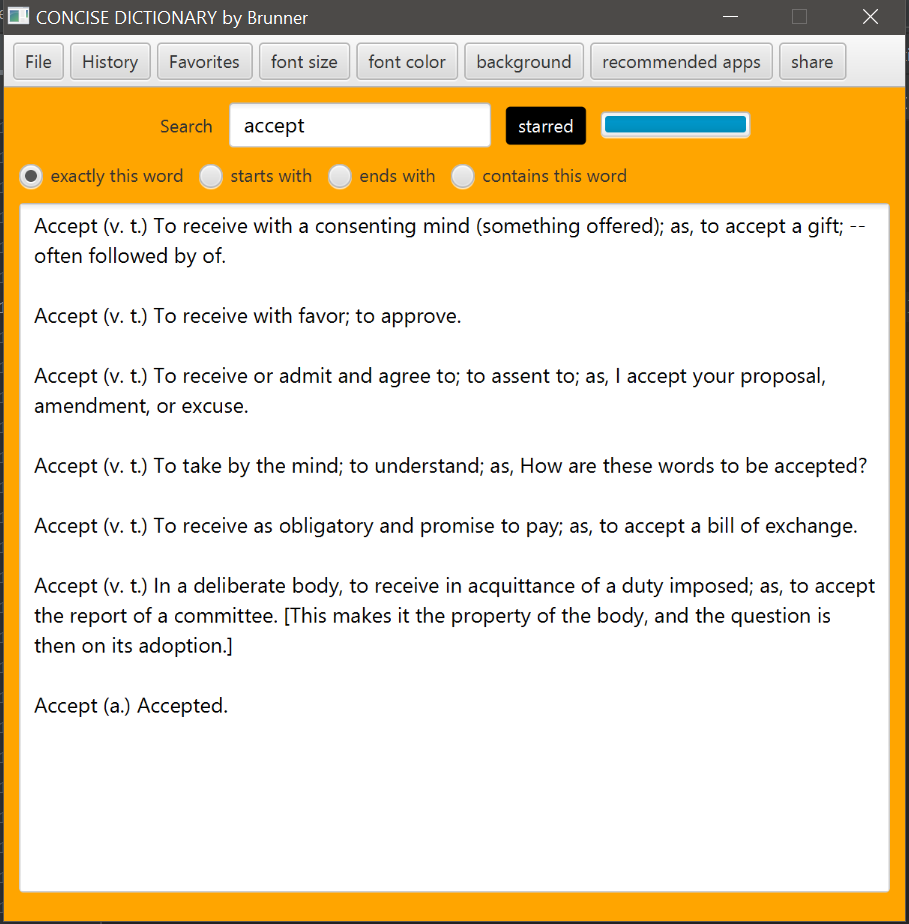 CONCISE DICTIONARY by Brunner
File History Favorites font size font color background recommended apps share
Search accept starred
exactly this word starts with ends with contains this word
Accept (v. t.) To receive with a consenting mind (something offered); as, to accept a gift; --
often followed by of.
Accept (v. t.) To receive with favor; to approve.
Accept (v. t.) To receive or admit and agree to; to assent to; as, I accept your proposal,
amendment, or excuse.
Accept (v. t.) To take by the mind; to understand; as, How are these words to be accepted?
Accept (v. t.) To receive as obligatory and promise to pay; as, to accept a bill of exchange.
Accept (v. t.) In a deliberate body, to receive in acquittance of a duty imposed; as, to accept
the report of a committee. [This makes it the property of the body, and the question is
then on its adoption.]
Accept (a.) Accepted.